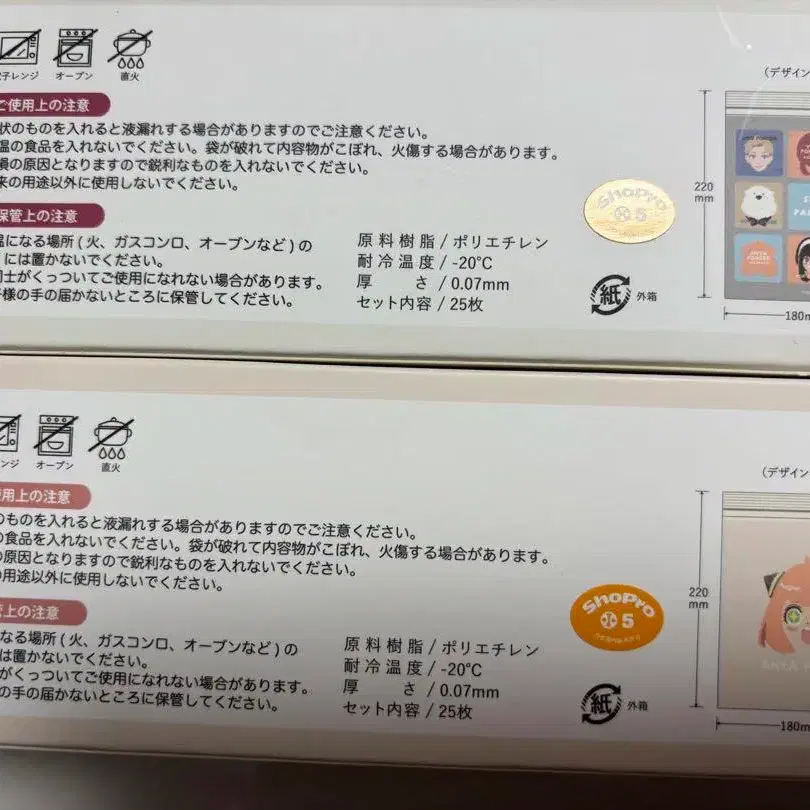 子レンジ オーブン 直火
(デザイン
ご使用上の注意
状のものを入れると液漏れする場合がありますのでご注意ください。
温の食品を入れないでください。袋が破れて内容物がこぼれ、火傷する場合があります。
損の原因となりますので鋭利なものを入れないでください。
来の用途以外に使用しないでください。
保管上の注意
温になる場所(火、ガスコンロ、オーブンなど)の
くには置かないでください。
同士がくっついてご使用になれない場合があります。
子様の手の届かないところに保管してください。
原料樹脂/ポリエチレン
耐冷温度/-20℃
厚 さ/0.07mm
セット内容/25枚
ShoPro
5
紙 外箱
220
mm
180m
ンジ オーブン 直火
(デザイン
使用上の注意
のものを入れると液漏れする場合がありますのでご注意ください。
の食品を入れないでください。袋が破れて内容物がこぼれ、火傷する場合があります。
の原因となりますので鋭利なものを入れないでください。
の用途以外に使用しないでください。
管上の注意
なる場所(火、ガスコンロ、オーブンなど)の
は置かないでください。
がくっついてご使用になれない場合があります。
の手の届かないところに保管してください。
原料樹脂/ポリエチレン
耐冷温度/-20℃
厚 さ/0.07mm
セット内容/25枚
ShoPro
5
紙 外箱
220
mm
180m